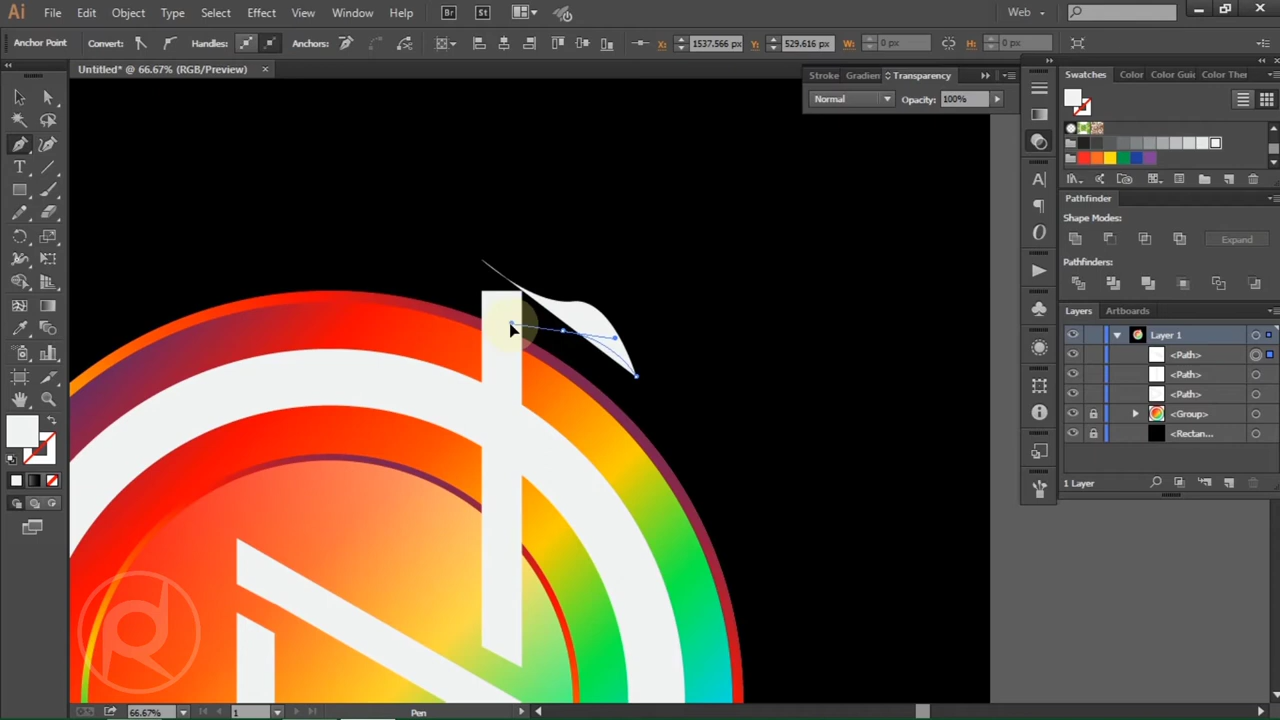 Ai File Edit Object Type Select Effect View Window Help Br St Web
Anchor Point Convert: Handles: Anchors: X: 1537.566 px Y: 529.616 px W: 0 px H: 0 px
Untitled* @ 66.67% (RGB/Preview) ×
Stroke Gradien Transparency
Normal Opacity: 100%
Swatches Color Color Gui Color Ther
Pathfinder
Shape Modes:
Expand
Pathfinders:
Layers Artboards
Layer 1
<Path>
<Path>
<Path>
<Group>
<Rectan...
1 Layer
66.67% 1 Pen